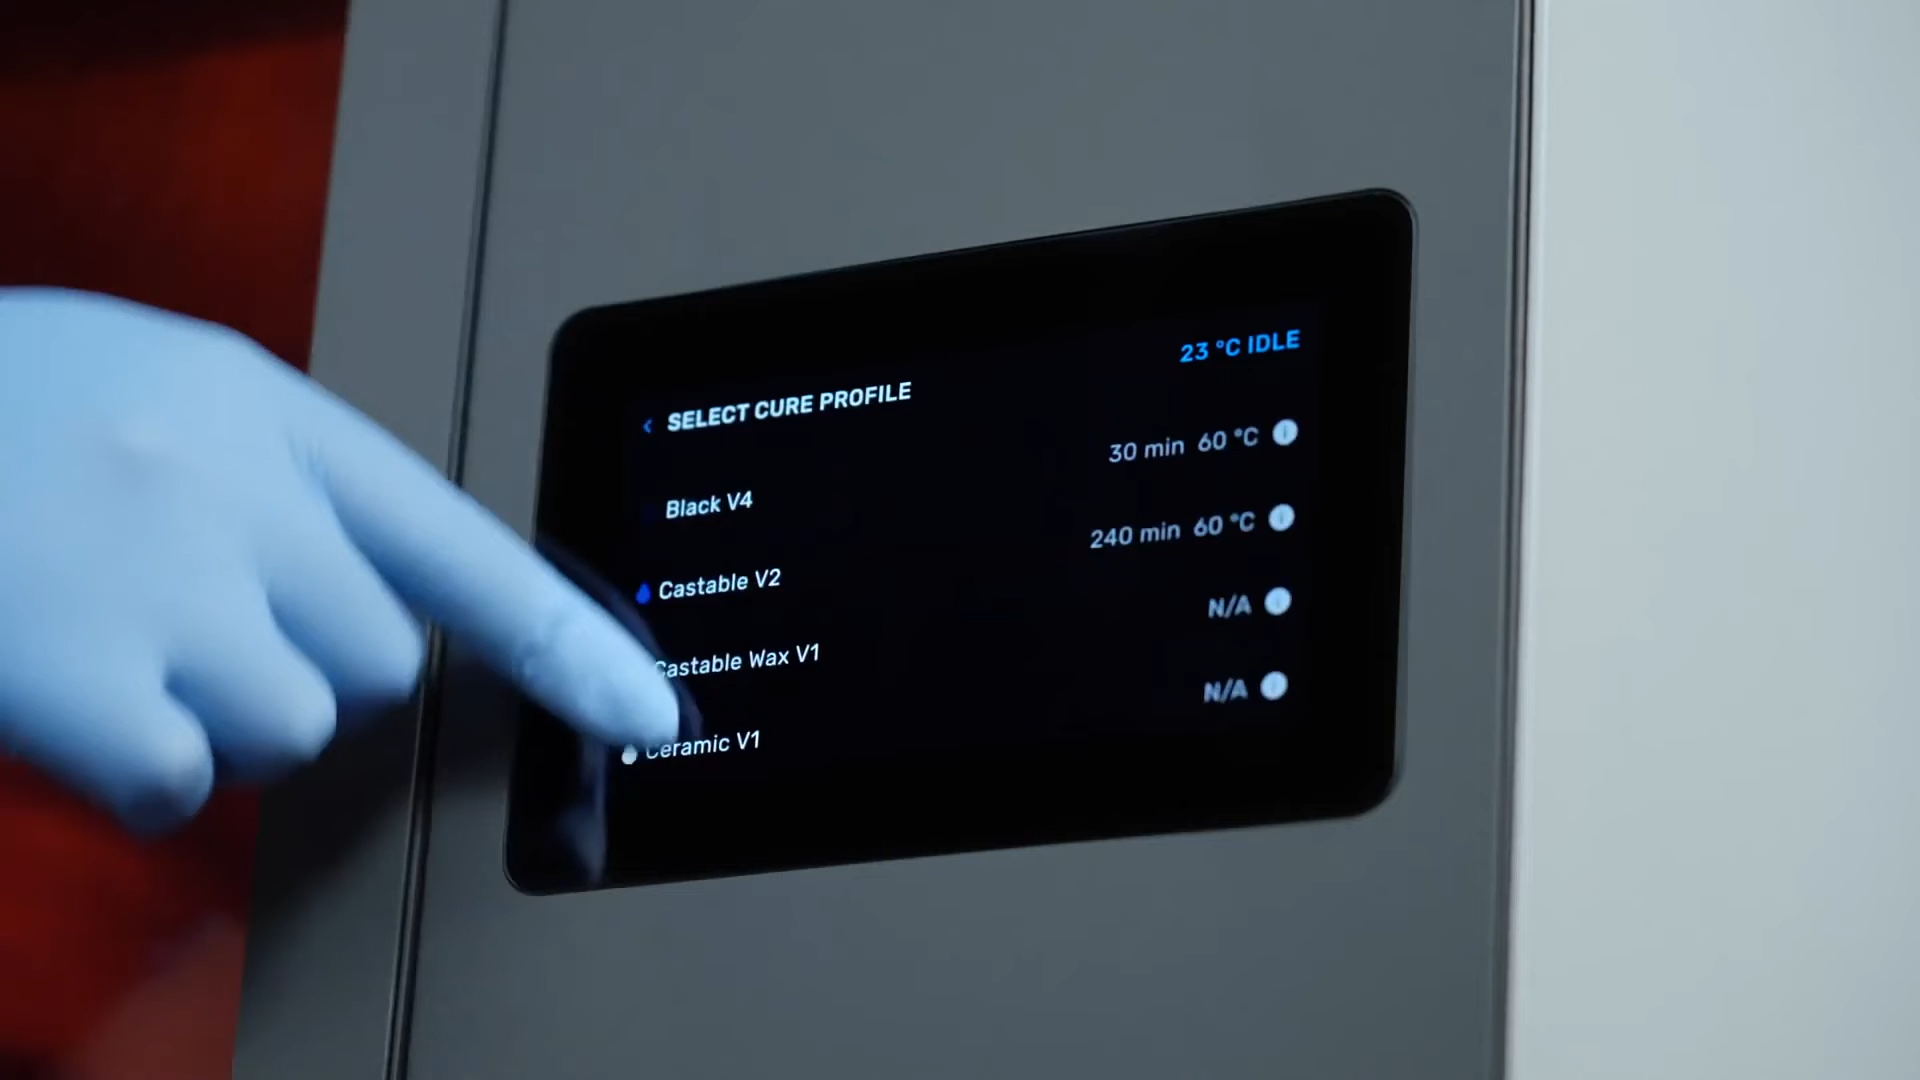 23 °C IDLE
< SELECT CURE PROFILE
Black V4 30 min 60 °C
Castable V2 240 min 60 °C
Castable Wax V1 N/A
Ceramic V1 N/A